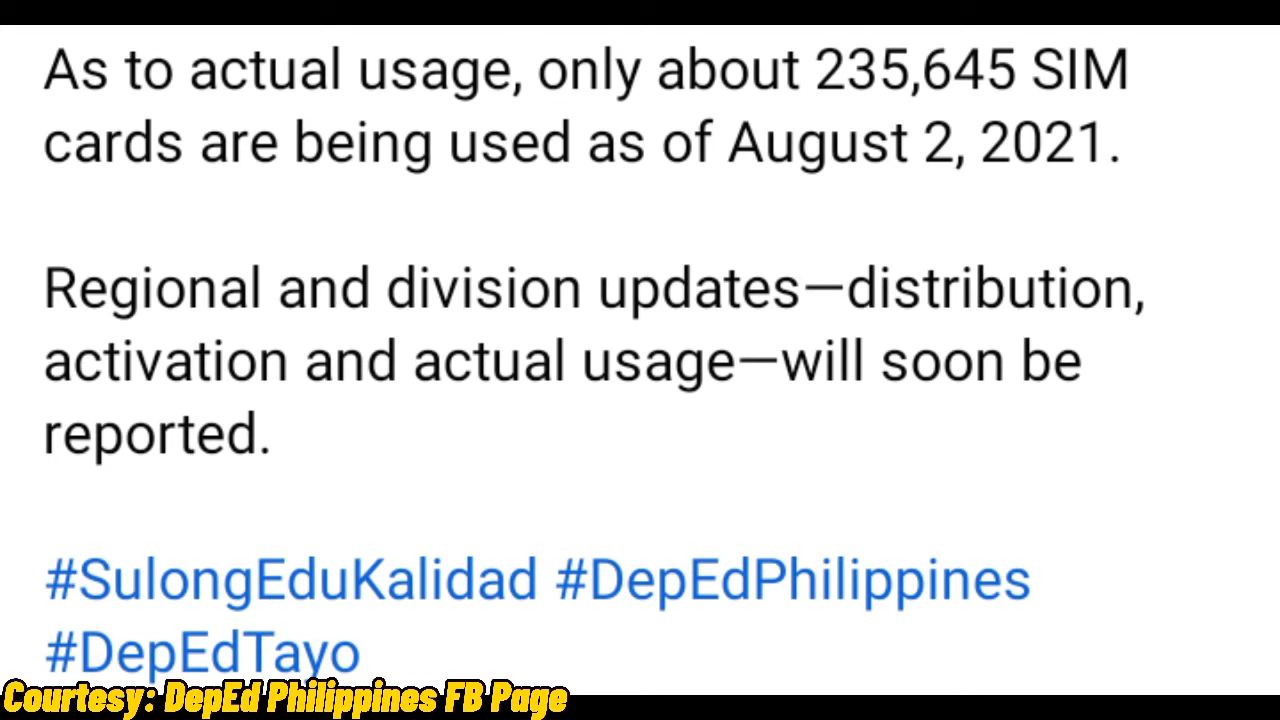 As to actual usage, only about 235,645 SIM
cards are being used as of August 2, 2021.
Regional and division updates—distribution,
activation and actual usage—will soon be
reported.
#SulongEduKalidad #DepEdPhilippines
#DepEdTayo
Courtesy: DepEd Philippines FB Page